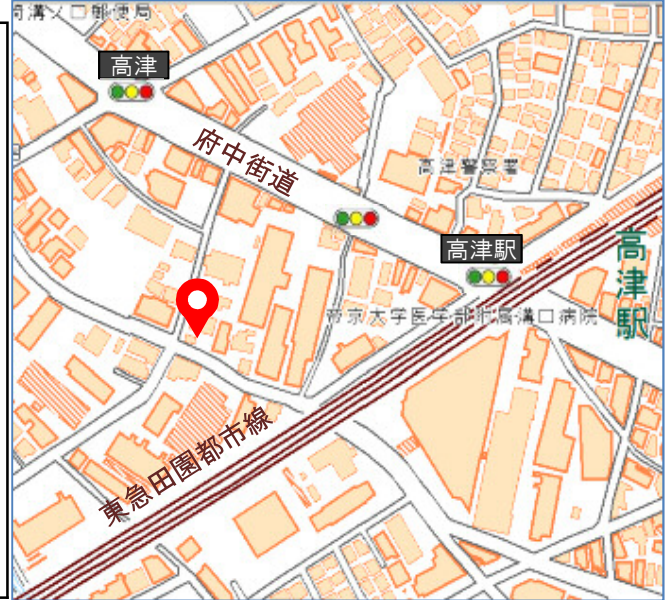 高溝ノ口郵便局
高津
府中街道
高津警察署
高津駅
高津駅
帝京大学医学部附属溝口病院
東急田園都市線